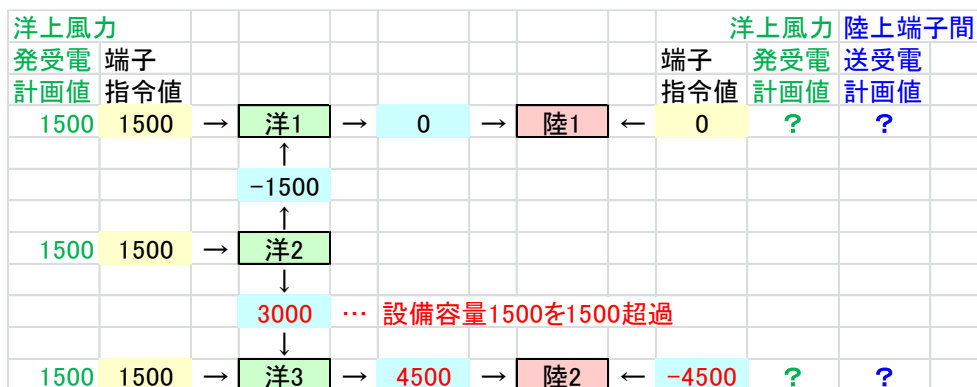 洋上風力 洋上風力 陸上端子間
発受電 端子 端子 発受電 送受電
計画値 指令値 指令値 計画値 計画値
1500 1500 → 洋1 → 0 → 陸1 ← 0 ? ?
↑
-1500
↑
1500 1500 → 洋2
↓
3000 … 設備容量1500を1500超過
↓
1500 1500 → 洋3 → 4500 → 陸2 ← -4500 ? ?